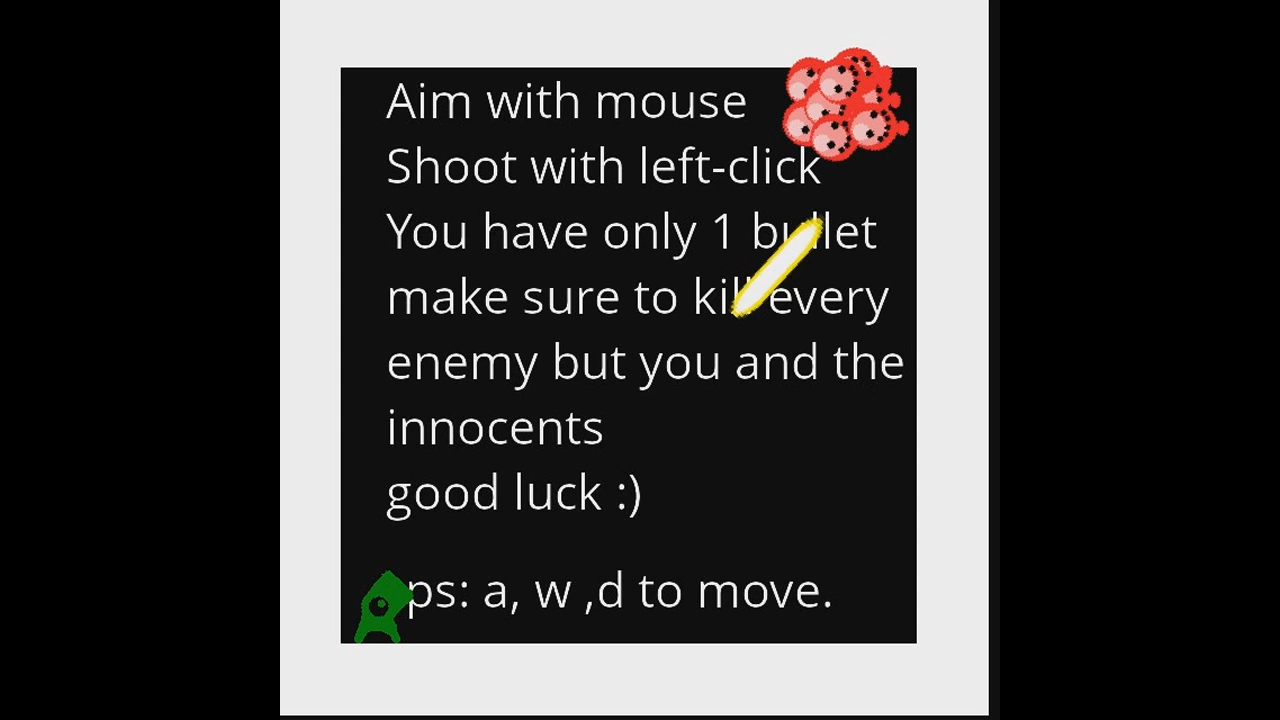 Aim with mouse
Shoot with left-click
You have only 1 bullet
make sure to kill every
enemy but you and the
innocents
good luck :)
ps: a, w ,d to move.